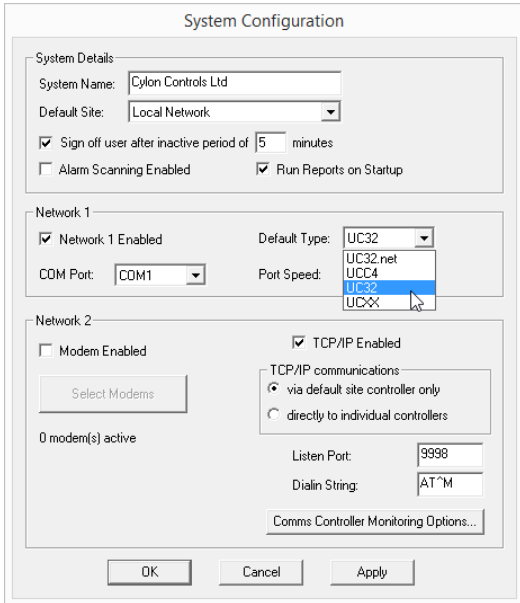 System Configuration
System Details
System Name: Cylon Controls Ltd
Default Site: Local Network
Sign off user after inactive period of 5 minutes
Alarm Scanning Enabled Run Reports on Startup
Network 1
Network 1 Enabled Default Type: UC32
UC32.net
UCC4
COM Port: COM1 Port Speed: UC32
UCXX
Network 2
Modem Enabled TCP/IP Enabled
TCP/IP communications
Select Modems via default site controller only
directly to individual controllers
0 modem(s) active
Listen Port: 9998
Dialin String: AT^M
Comms Controller Monitoring Options...
OK Cancel Apply